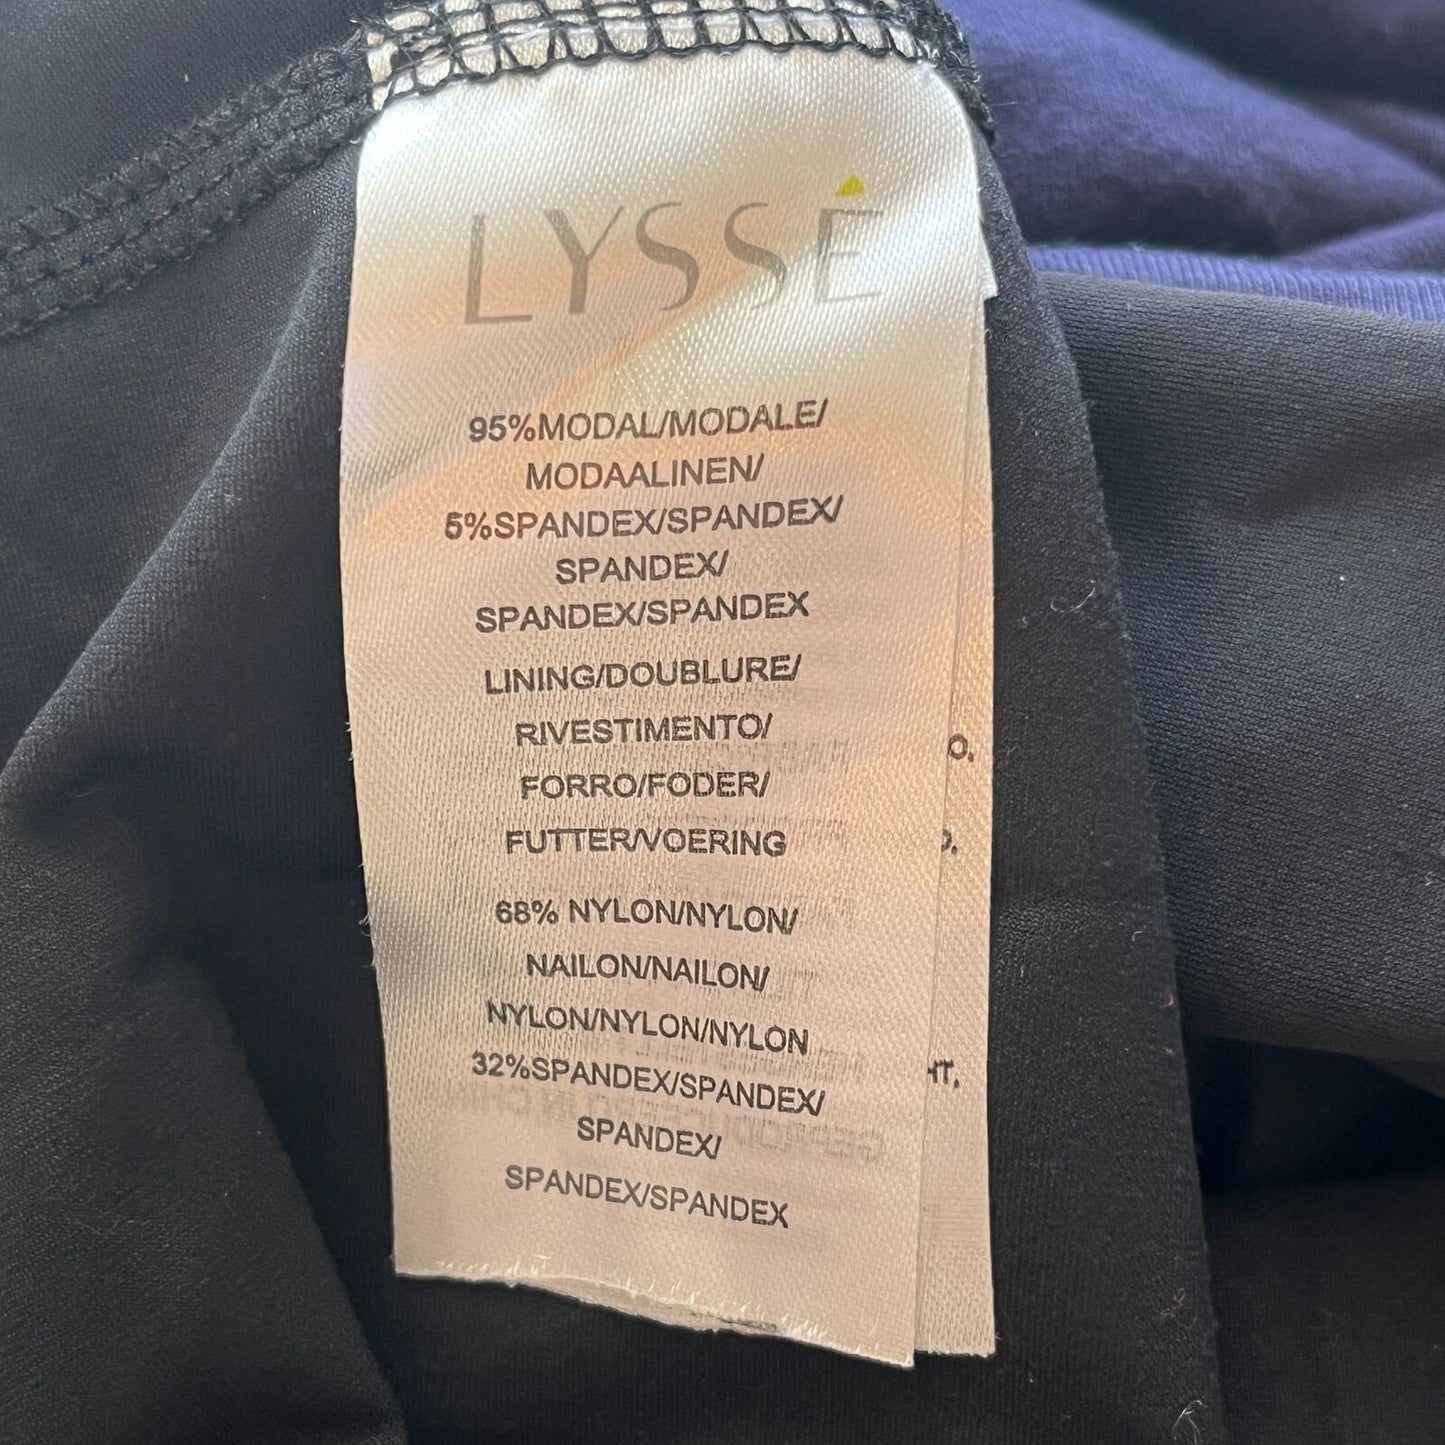 LYSSÉ
95%MODAL/MODALE/
MODAALINEN/
5%SPANDEX/SPANDEX/
SPANDEX/
SPANDEX/SPANDEX
LINING/DOUBLURE/
RIVESTIMENTO/
FORRO/FODER/
FUTTER/VOERING
68% NYLON/NYLON/
NAILON/NAILON/
NYLON/NYLON/NYLON
32%SPANDEX/SPANDEX/
SPANDEX/
SPANDEX/SPANDEX